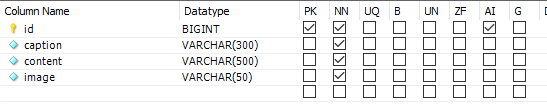 Column Name Datatype PK NN UQ B UN ZF AI G
id BIGINT
caption VARCHAR(300)
content VARCHAR(500)
image VARCHAR(50)